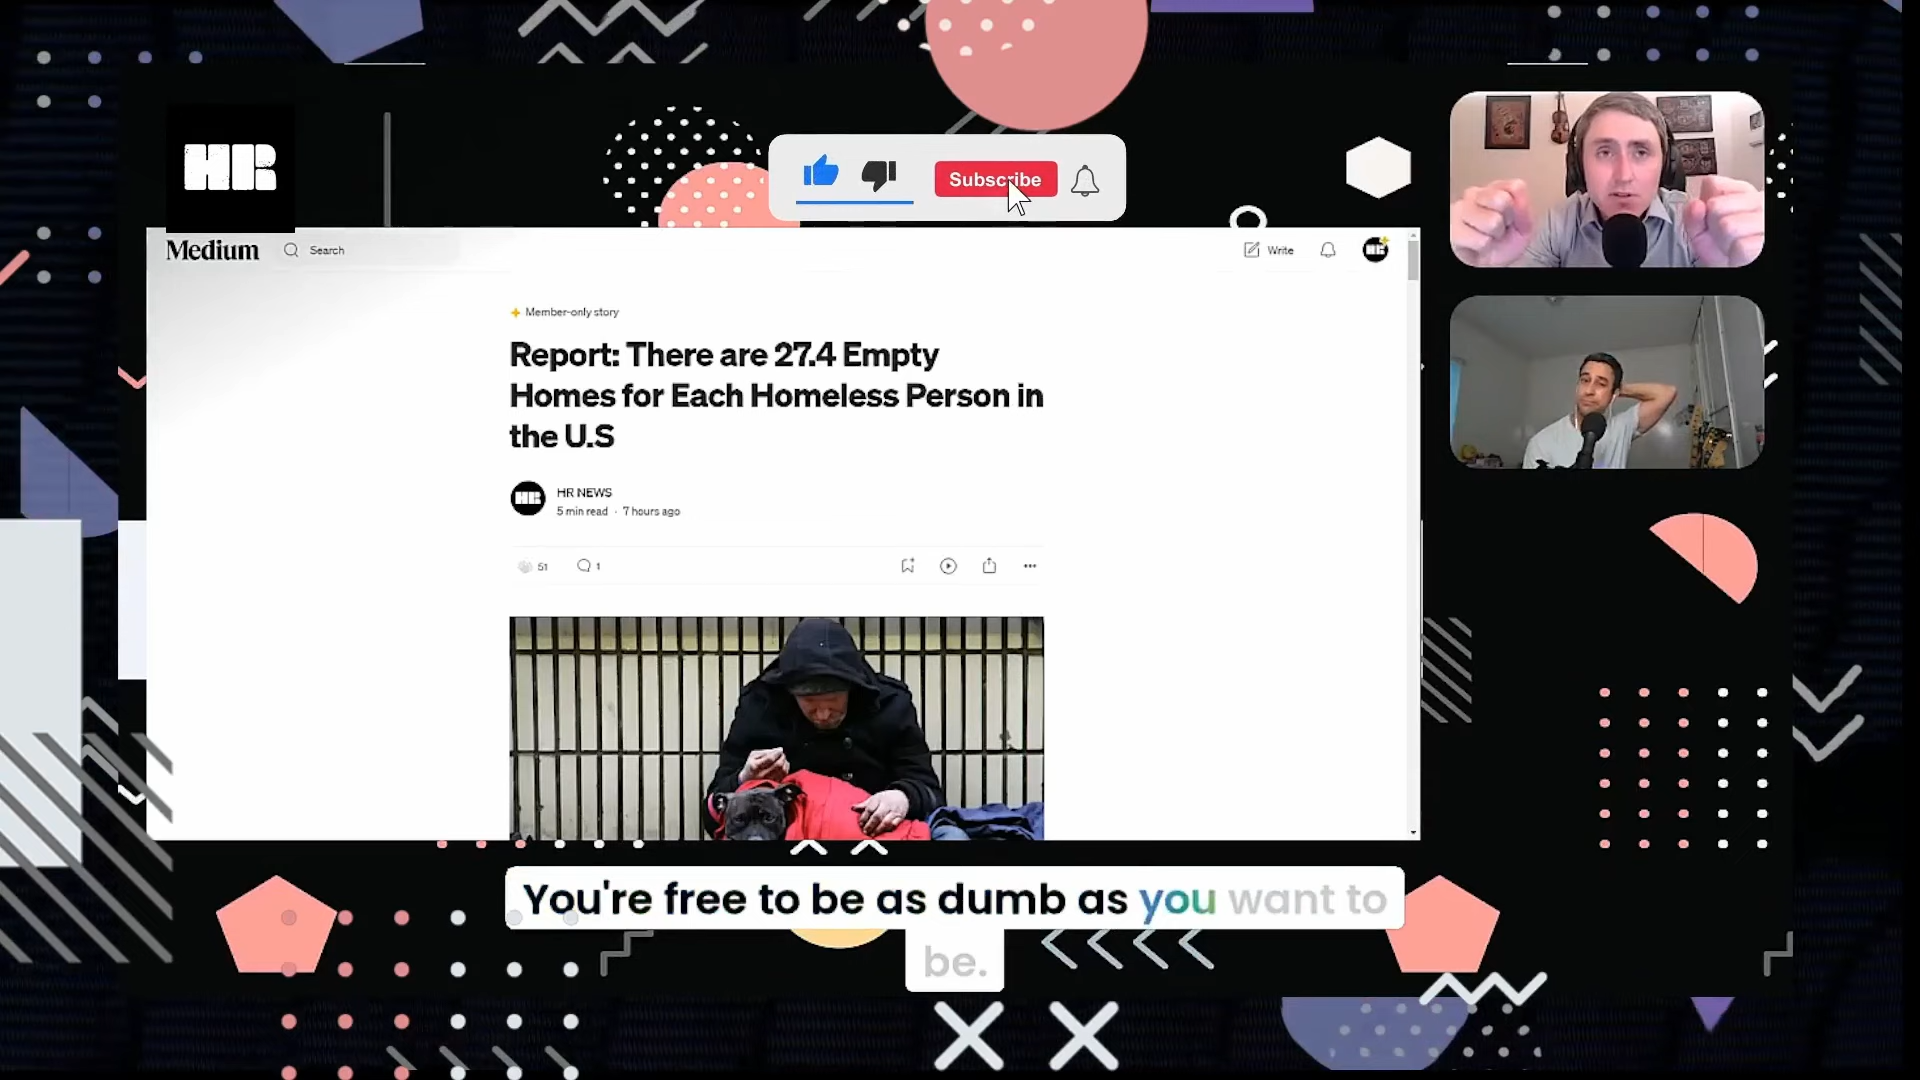 HR
Subscribe
Medium
Search
Write
HR
Member-only story
Report: There are 27.4 Empty
Homes for Each Homeless Person in
the U.S
HR
HR NEWS
5 min read · 7 hours ago
51
1
You're free to be as dumb as you want to
be.